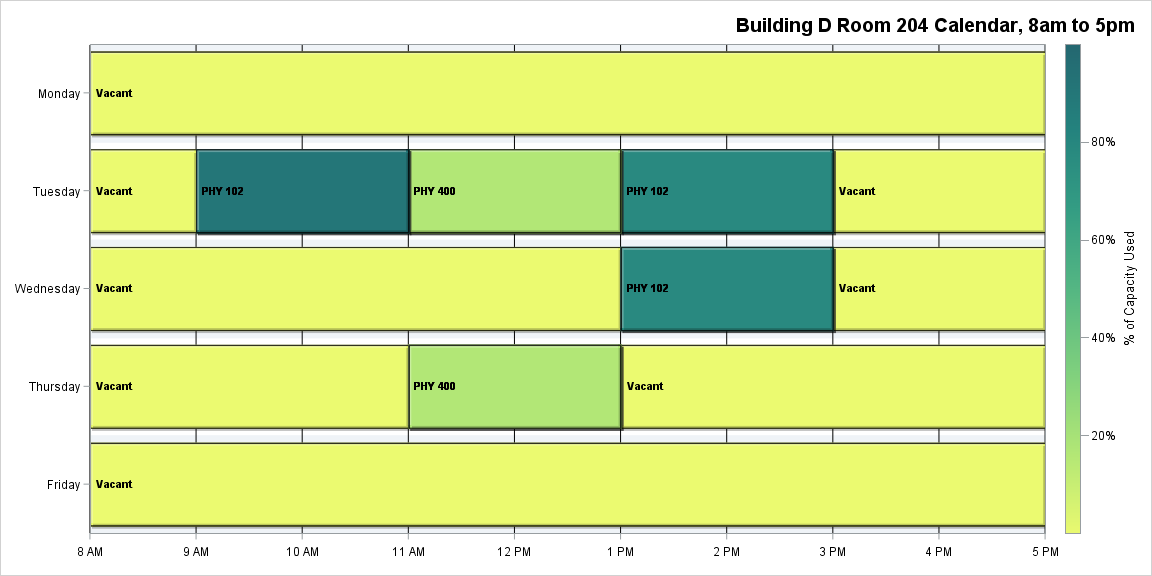 Building D Room 204 Calendar, 8am to 5pm
Monday
Vacant
Tuesday
Vacant
PHY 102
PHY 400
PHY 102
Vacant
Wednesday
Vacant
PHY 102
Vacant
Thursday
Vacant
PHY 400
Vacant
Friday
Vacant
8 AM
9 AM
10 AM
11 AM
12 PM
1 PM
2 PM
3 PM
4 PM
5 PM
80%
60%
40%
20%
% of Capacity Used